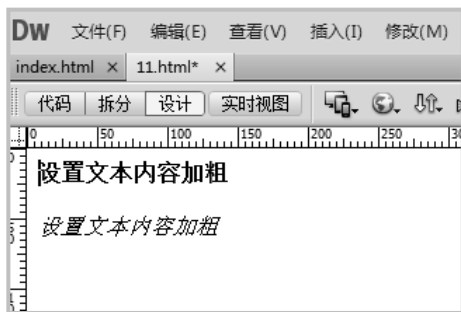 DW 文件(F) 编辑(E) 查看(V) 插入(I) 修改(M)
index.html × 11.html* ×
代码 拆分 设计 实时视图
0 50 100 150 200 250
设置文本内容加粗
设置文本内容加粗